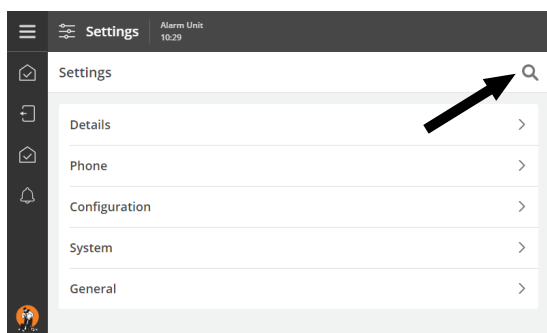 Settings
Alarm Unit
10:29
Settings
Details
Phone
Configuration
System
General